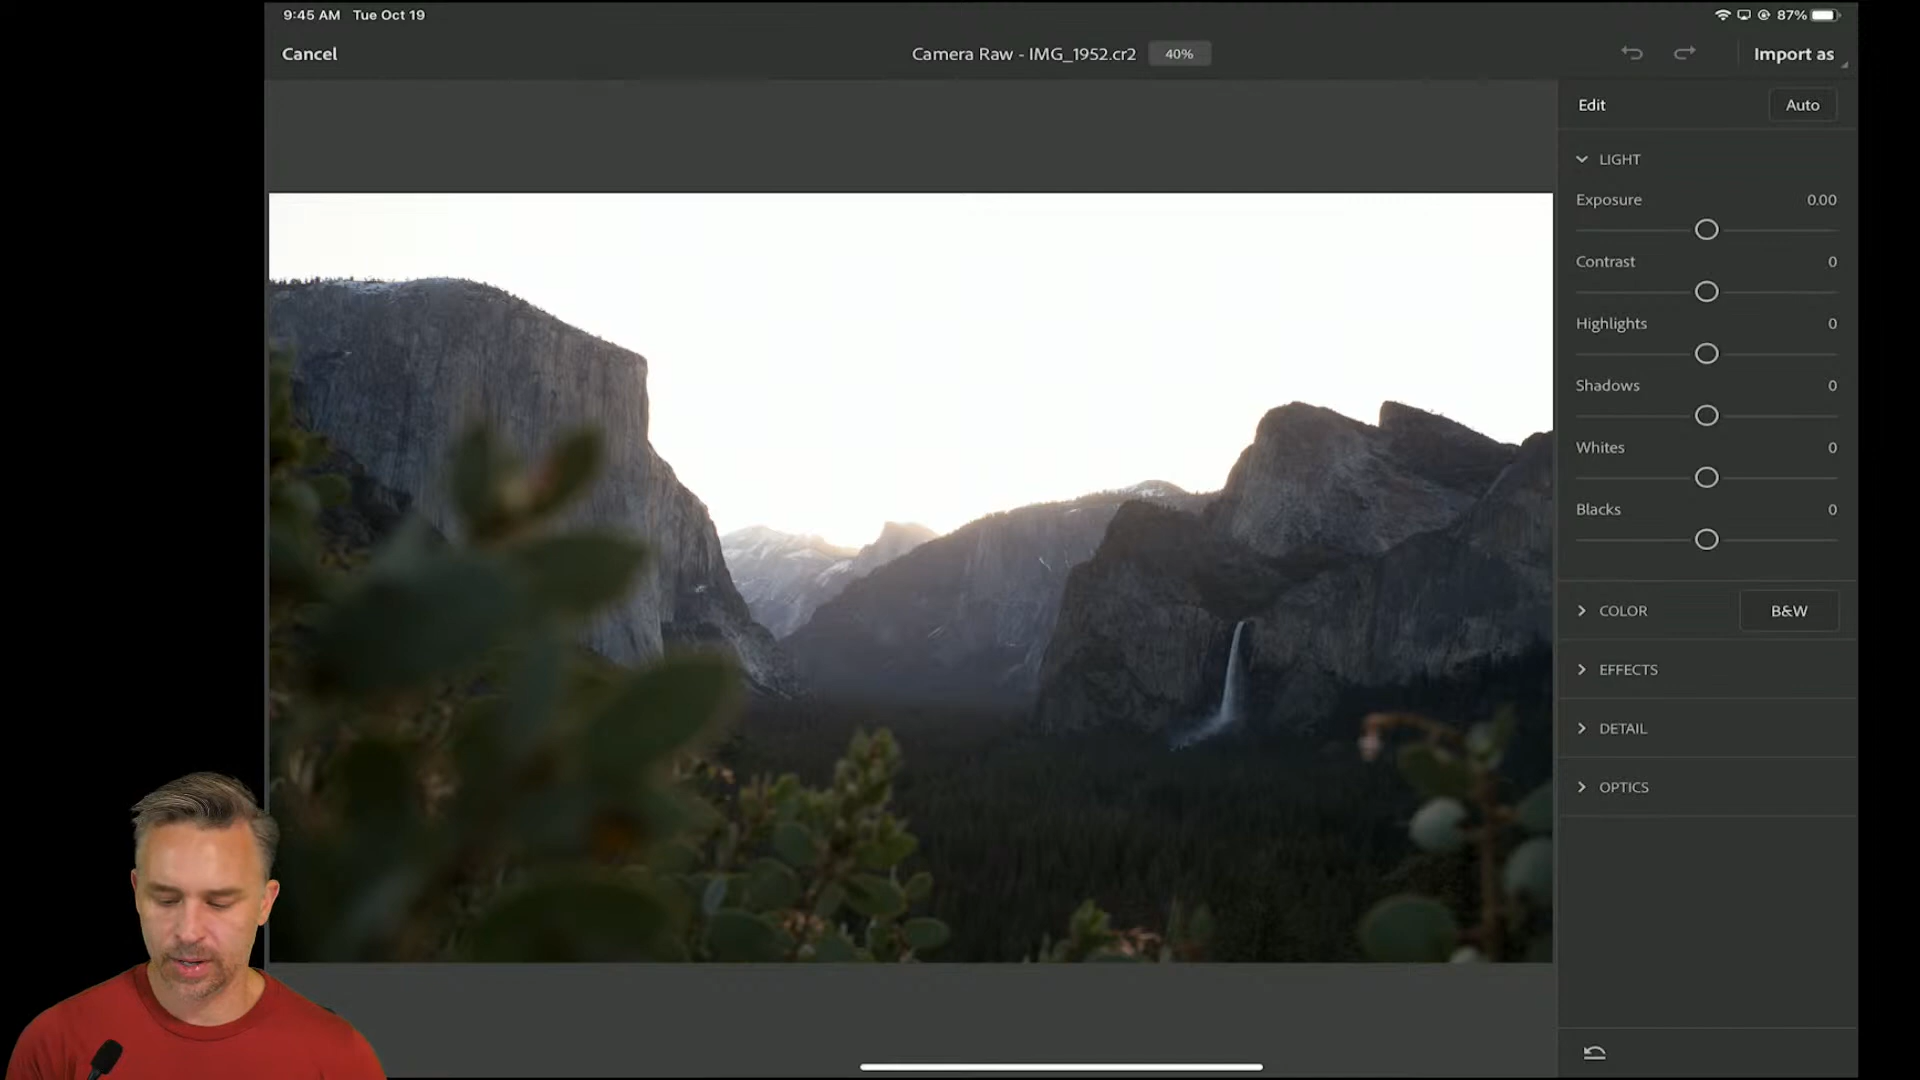 9:45 AM Tue Oct 19
87%
Cancel
Camera Raw - IMG_1952.cr2
40%
Import as
Edit
Auto
LIGHT
Exposure 0.00
Contrast 0
Highlights 0
Shadows 0
Whites 0
Blacks 0
COLOR
B&W
EFFECTS
DETAIL
OPTICS